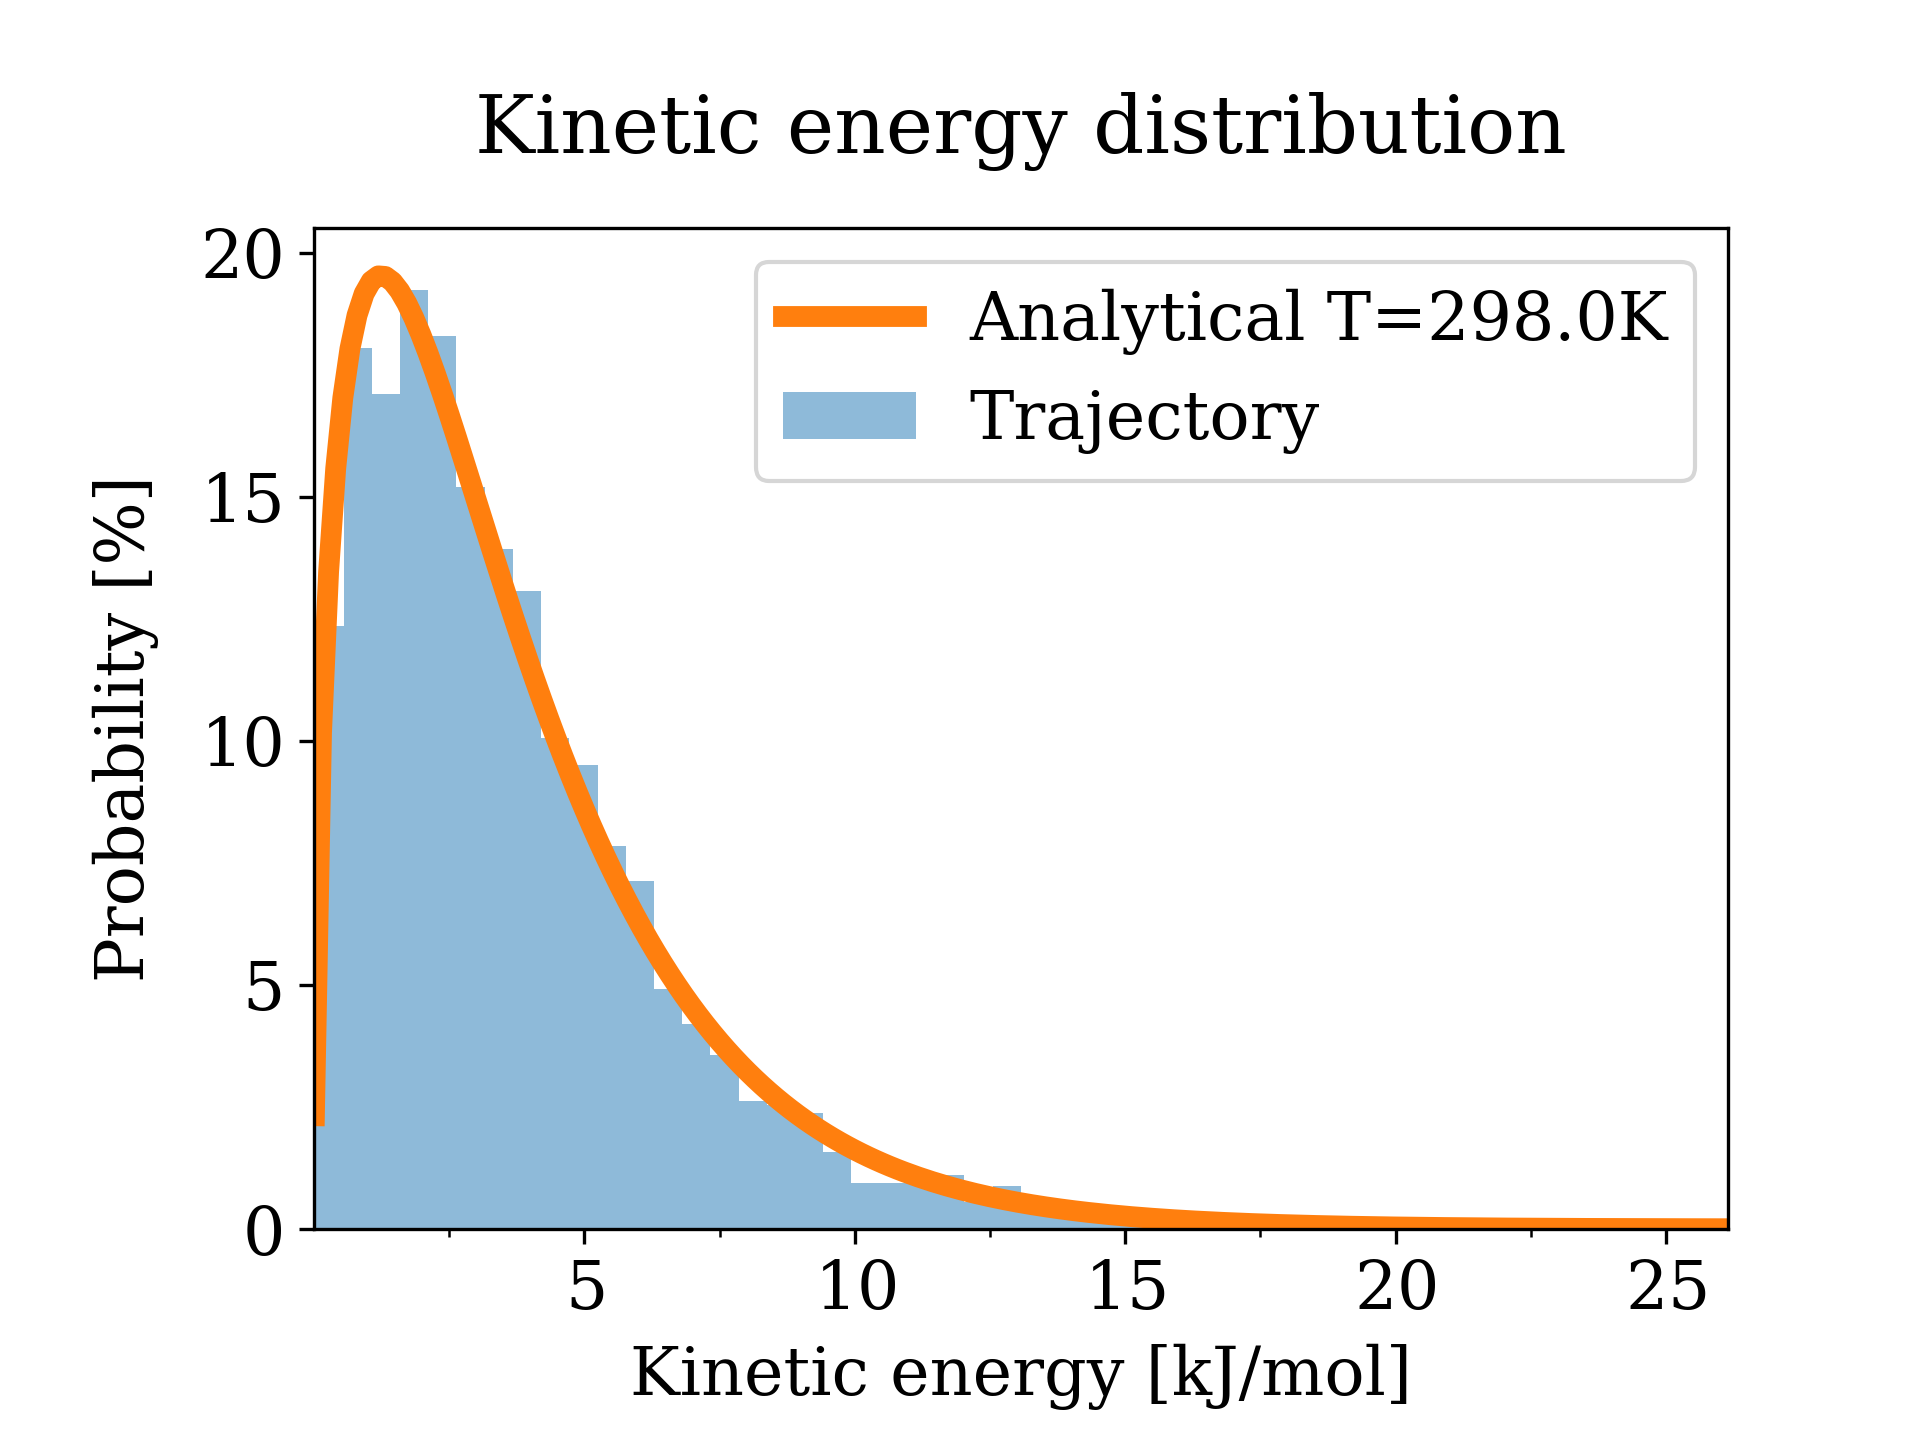 Kinetic energy distribution
20
15
10
5
0
Probability [%]
Analytical T=298.0K
Trajectory
5 10 15 20 25
Kinetic energy [kJ/mol]